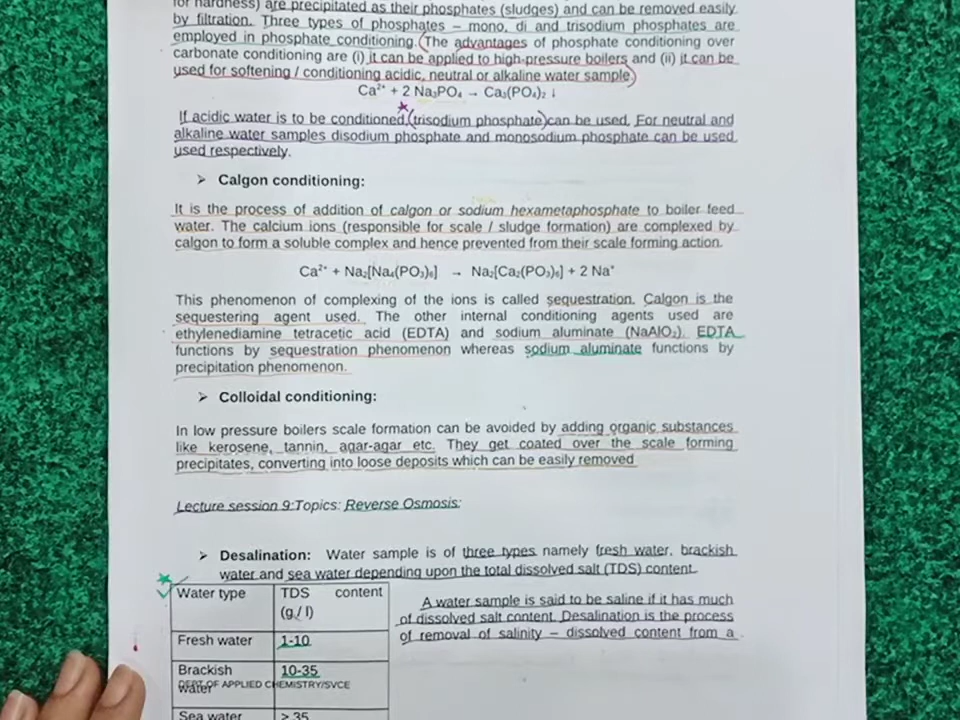 for hardness) are precipitated as their phosphates (sludges) and can be removed easily
by filtration. Three types of phosphates – mono, di and trisodium phosphates are
employed in phosphate conditioning. The advantages of phosphate conditioning over
carbonate conditioning are (i) it can be applied to high-pressure boilers and (ii) it can be
used for softening / conditioning acidic, neutral or alkaline water sample.
Ca²⁺ + 2 Na₃PO₄ → Ca₃(PO₄)₂ ↓
If acidic water is to be conditioned, (trisodium phosphate) can be used. For neutral and
alkaline water samples disodium phosphate and monosodium phosphate can be used
used respectively.
➢ Calgon conditioning:
It is the process of addition of calgon or sodium hexametaphosphate to boiler feed
water. The calcium ions (responsible for scale / sludge formation) are complexed by
calgon to form a soluble complex and hence prevented from their scale forming action.
Ca²⁺ + Na₂[Na₄(PO₃)₆] → Na₂[Ca₂(PO₃)₆] + 2 Na⁺
This phenomenon of complexing of the ions is called sequestration. Calgon is the
sequestering agent used. The other internal conditioning agents used are
ethylenediamine tetracetic acid (EDTA) and sodium aluminate (NaAlO₂). EDTA
functions by sequestration phenomenon whereas sodium aluminate functions by
precipitation phenomenon.
➢ Colloidal conditioning:
In low pressure boilers scale formation can be avoided by adding organic substances
like kerosene, tannin, agar-agar etc. They get coated over the scale forming
precipitates, converting into loose deposits which can be easily removed
Lecture session 9:Topics: Reverse Osmosis:
➢ Desalination: Water sample is of three types namely fresh water, brackish
water and sea water depending upon the total dissolved salt (TDS) content.
Water type TDS content
(g / l)
Fresh water 1-10
Brackish 10-35
water
Sea water > 35
A water sample is said to be saline if it has much
of dissolved salt content. Desalination is the process
of removal of salinity – dissolved content from a
DEPT OF APPLIED CHEMISTRY/SVCE